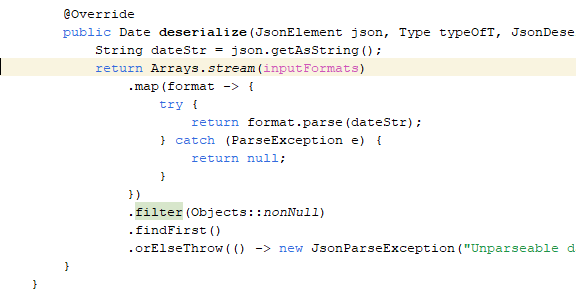 @Override
public Date deserialize(JsonElement json, Type typeOfT, JsonDese
String dateStr = json.getAsString();
return Arrays.stream(inputFormats)
.map(format -> {
try {
return format.parse(dateStr);
} catch (ParseException e) {
return null;
}
})
.filter(Objects::nonNull)
.findFirst()
.orElseThrow(() -> new JsonParseException("Unparseable d
}
}